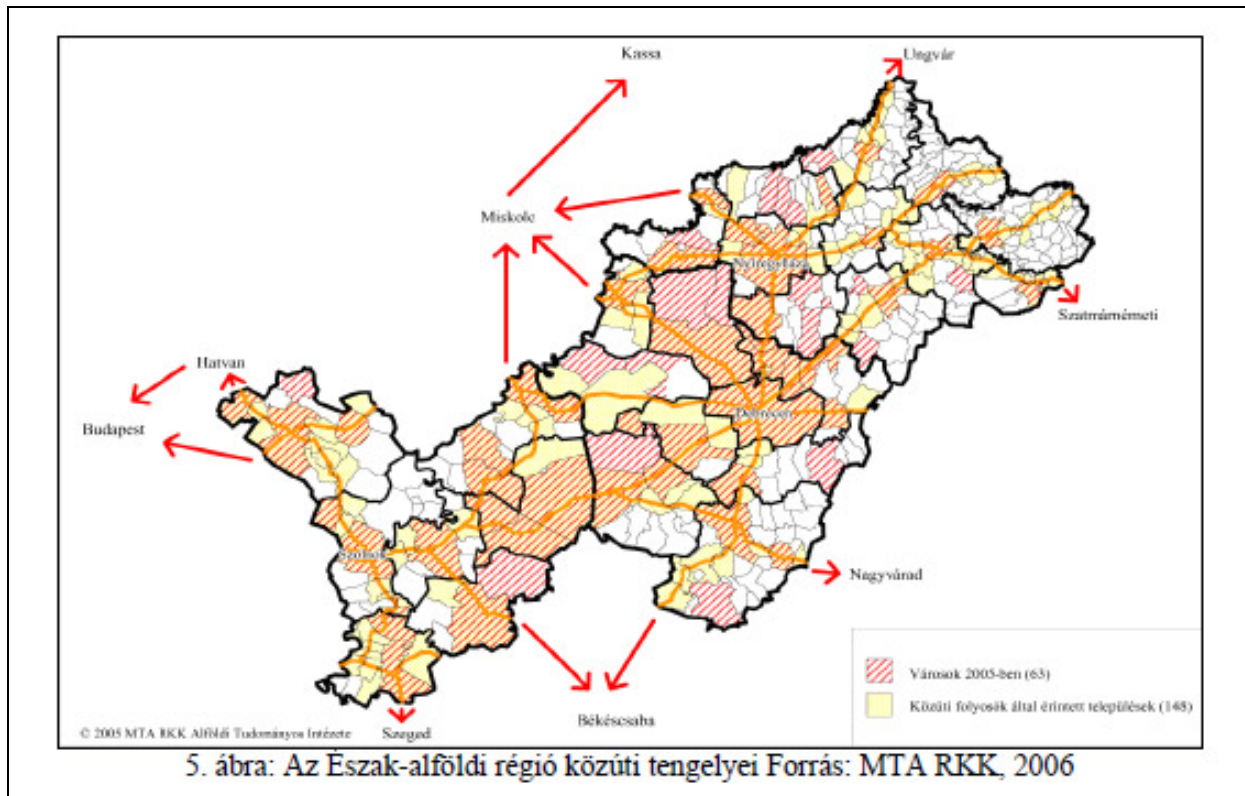 Kassa
Ungvár
Miskolc
Nyíregyháza
Szatmárnémeti
Hatvan
Debrecen
Budapest
Szolnok
Nagyvárad
Városok 2005-ben (63)
Közúti folyosók által érintett települések (148)
Békéscsaba
© 2005 MTA RKK Alföldi Tudományos Intézete
Szeged
5. ábra: Az Észak-alföldi régió közúti tengelyei Forrás: MTA RKK, 2006